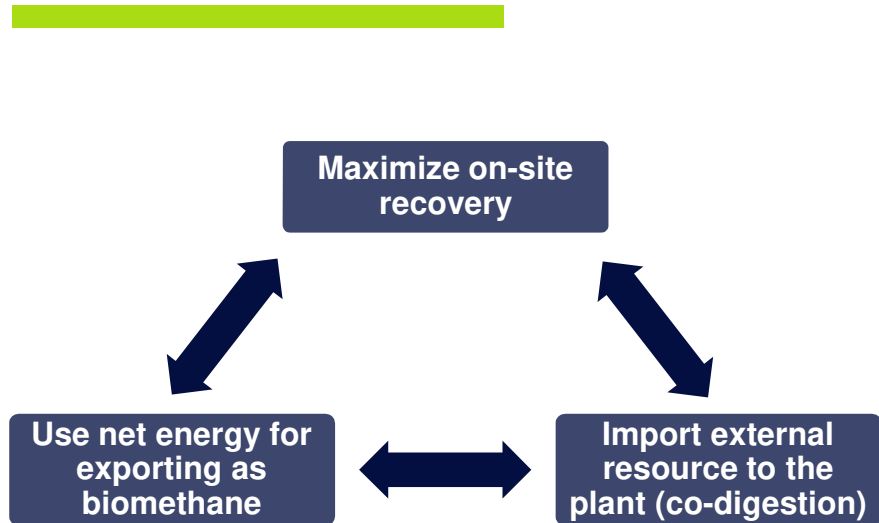 Maximize on-site
recovery
Use net energy for
exporting as
biomethane
Import external
resource to the
plant (co-digestion)